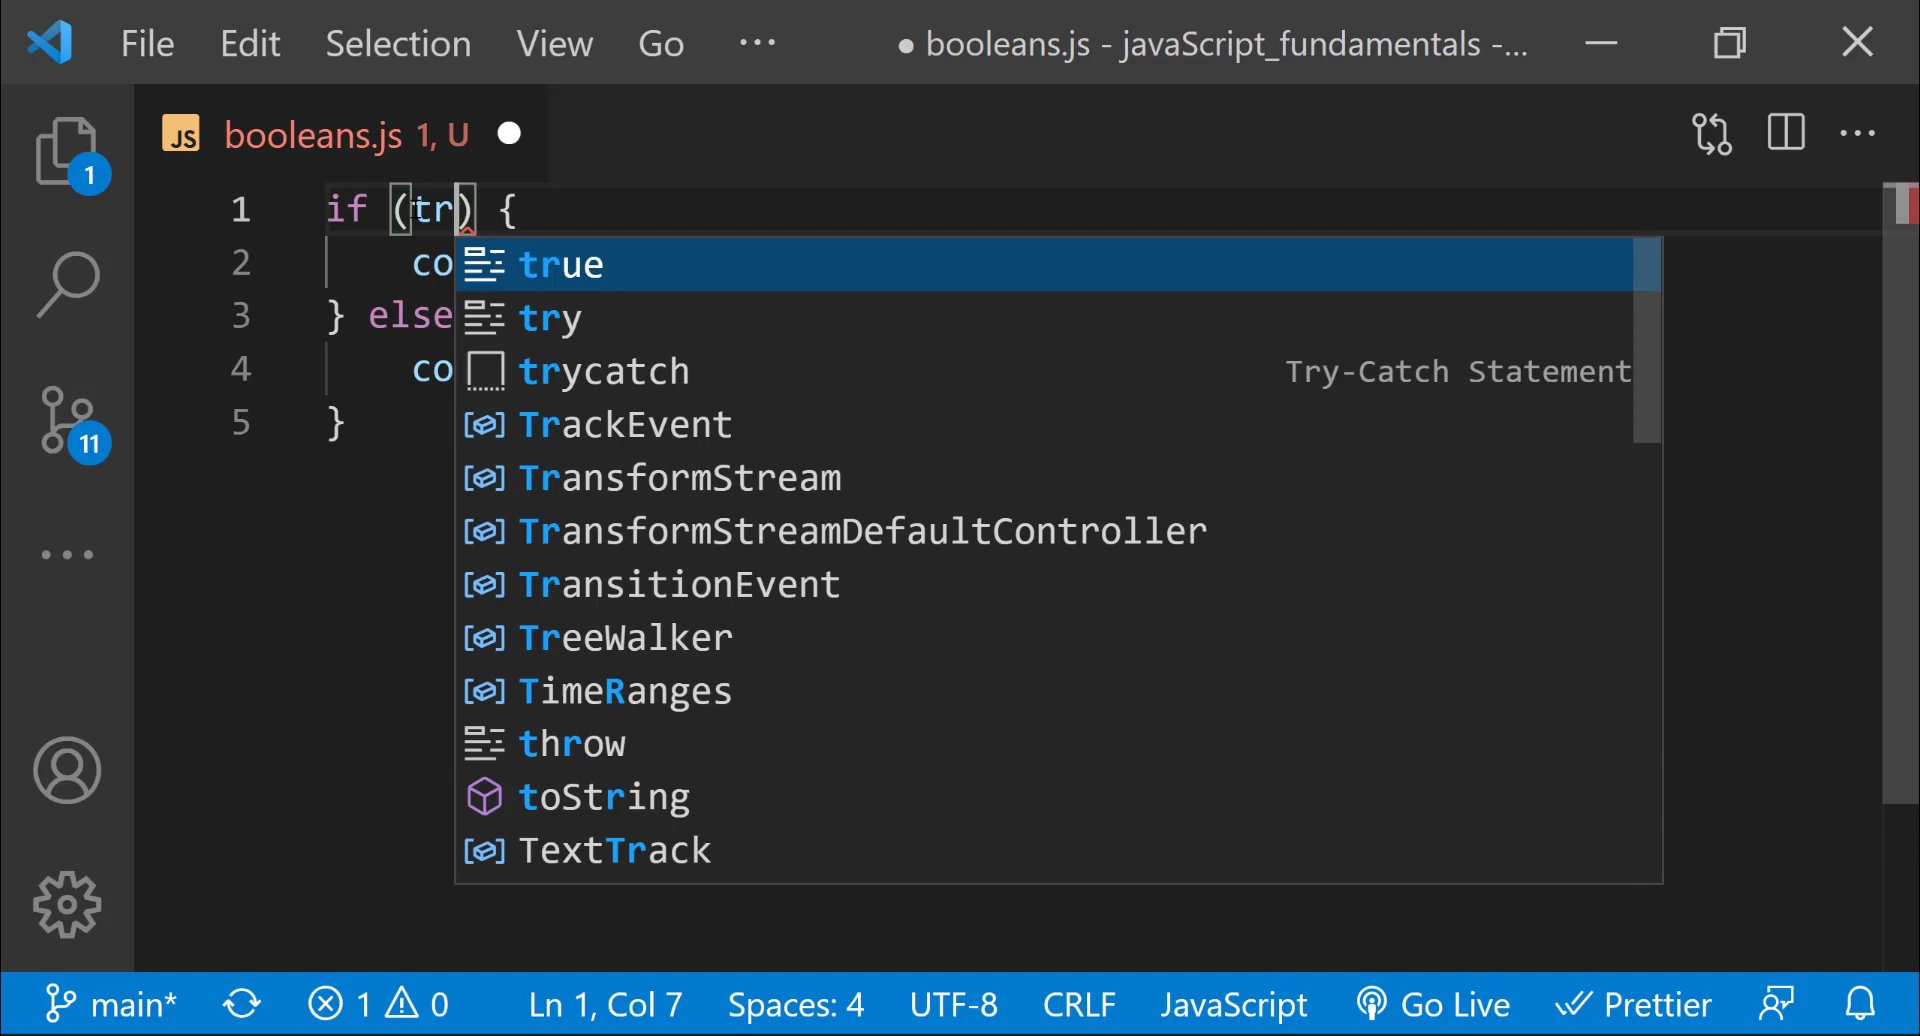 File Edit Selection View Go ··· ● booleans.js - javaScript_fundamentals -...
JS booleans.js 1, U ●
1 if (tr) {
2 co
3 } else
4 co
5 }
true
try
trycatch Try-Catch Statement
TrackEvent
TransformStream
TransformStreamDefaultController
TransitionEvent
TreeWalker
TimeRanges
throw
toString
TextTrack
1
11
main* 1 0 Ln 1, Col 7 Spaces: 4 UTF-8 CRLF JavaScript Go Live Prettier